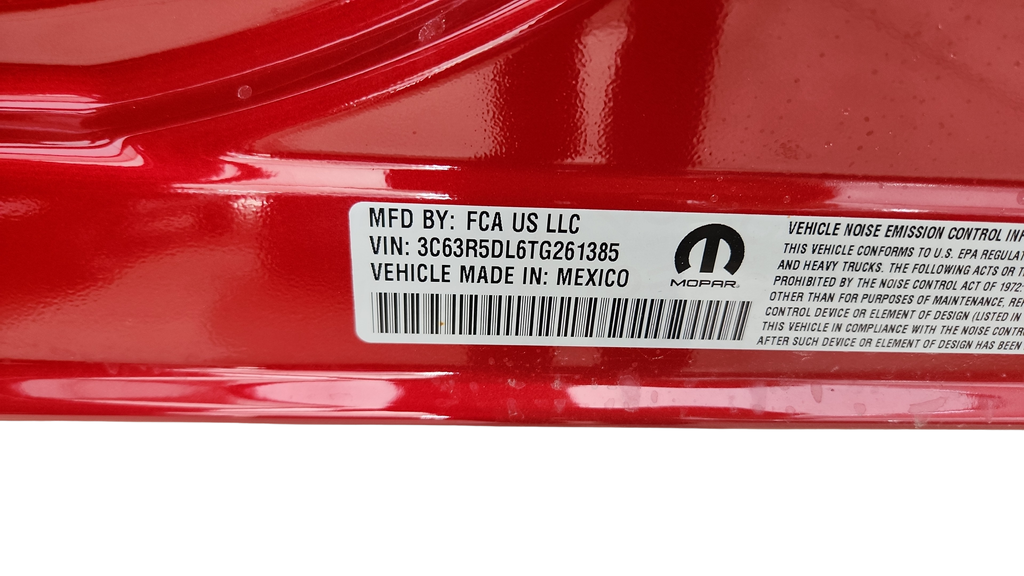 MFD BY: FCA US LLC
VIN: 3C63R5DL6TG261385
VEHICLE MADE IN: MEXICO
MOPAR
VEHICLE NOISE EMISSION CONTROL
THIS VEHICLE CONFORMS TO U.S. EPA
AND HEAVY TRUCKS. THE FOLLOWING ACTS OR
PROHIBITED BY THE NOISE CONTROL ACT OF 1972
OTHER THAN FOR PURPOSES OF MAINTENANCE,
CONTROL DEVICE OR ELEMENT OF DESIGN (LISTED IN
THIS VEHICLE IN COMPLIANCE WITH THE NOISE
AFTER SUCH DEVICE OR ELEMENT OF DESIGN HAS BEEN